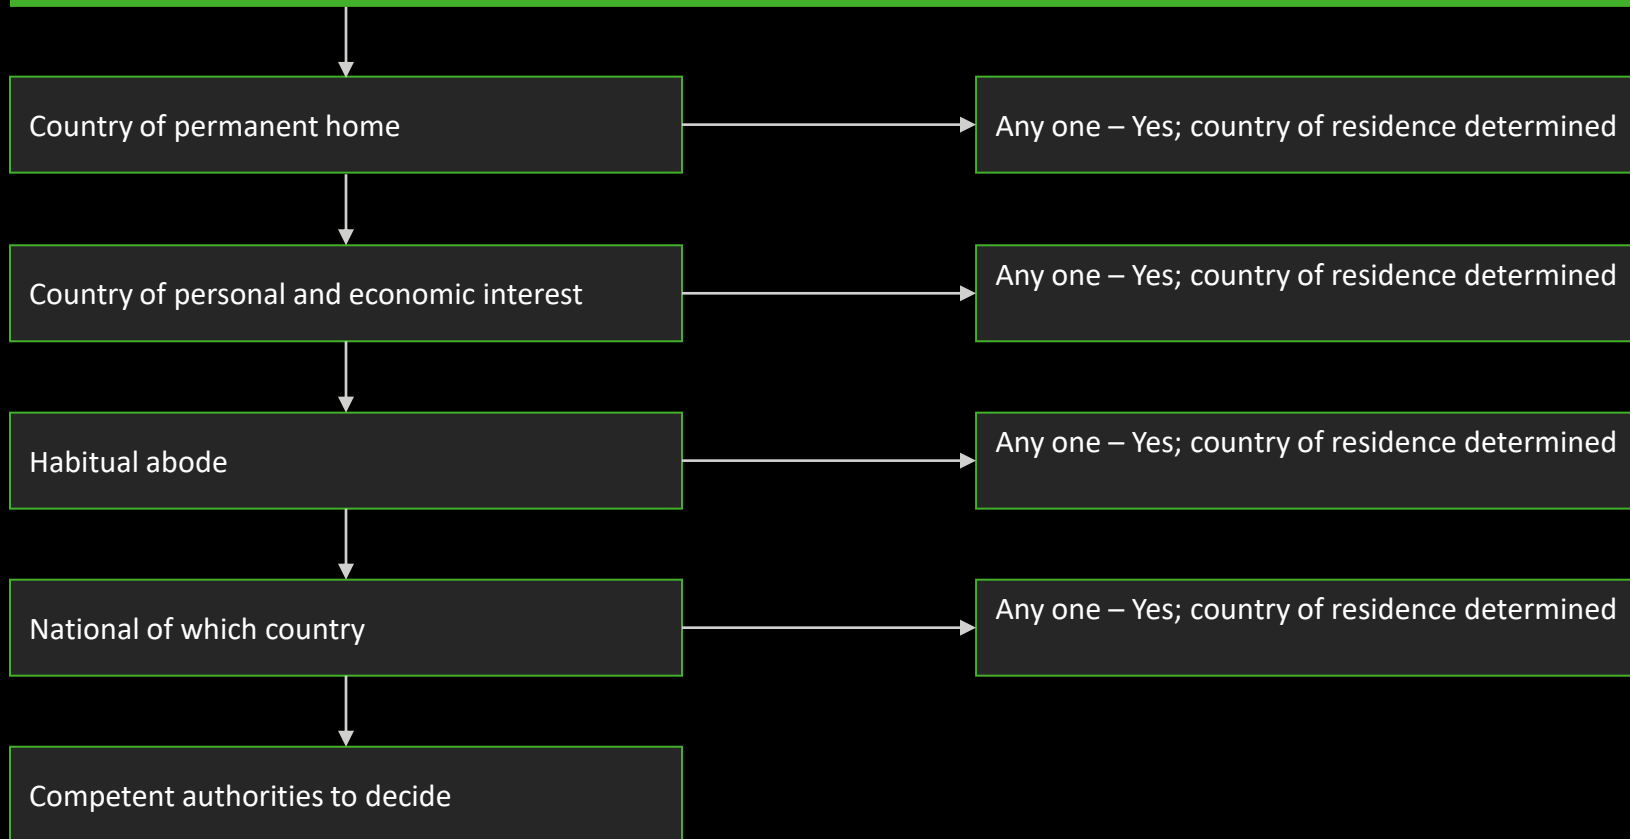 Country of permanent home
Any one – Yes; country of residence determined
Country of personal and economic interest
Any one – Yes; country of residence determined
Habitual abode
Any one – Yes; country of residence determined
National of which country
Any one – Yes; country of residence determined
Competent authorities to decide